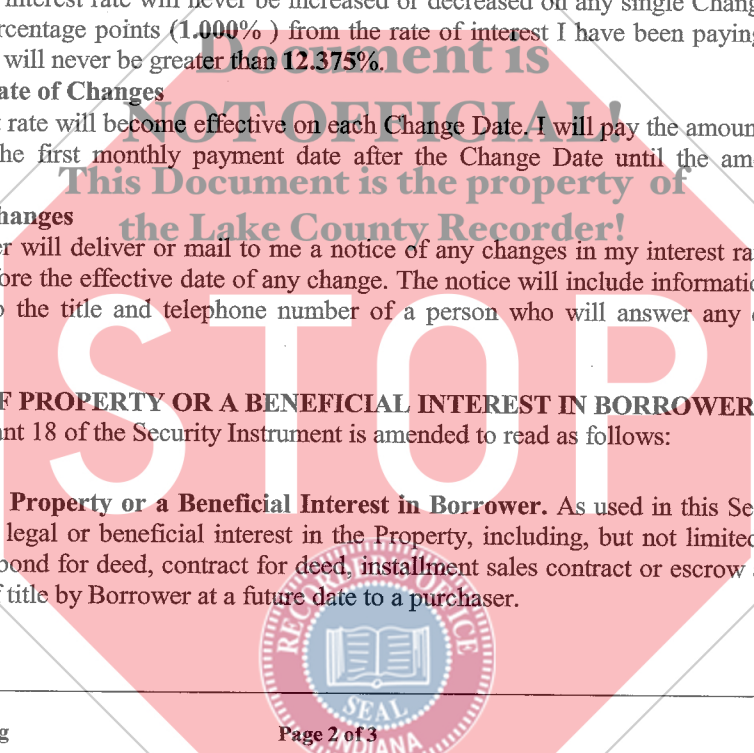 interest rate will never be increased or decreased on any single Chang
rcentage points (1.000% ) from the rate of interest I have been paying
will never be greater than 12.375%.
Document is
ate of Changes
NOT OFFICIAL!
rate will become effective on each Change Date. I will pay the amoun
he first monthly payment date after the Change Date until the am
This Document is the property of
hanges
the Lake County Recorder!
er will deliver or mail to me a notice of any changes in my interest ra
ore the effective date of any change. The notice will include informatio
o the title and telephone number of a person who will answer any
STOP
F PROPERTY OR A BENEFICIAL INTEREST IN BORROWER
nt 18 of the Security Instrument is amended to read as follows:
Property or a Beneficial Interest in Borrower. As used in this Se
legal or beneficial interest in the Property, including, but not limited
bond for deed, contract for deed, installment sales contract or escrow
f title by Borrower at a future date to a purchaser.
RECORDER'S OFFICE
SEAL
INDIANA
g
Page 2 of 3